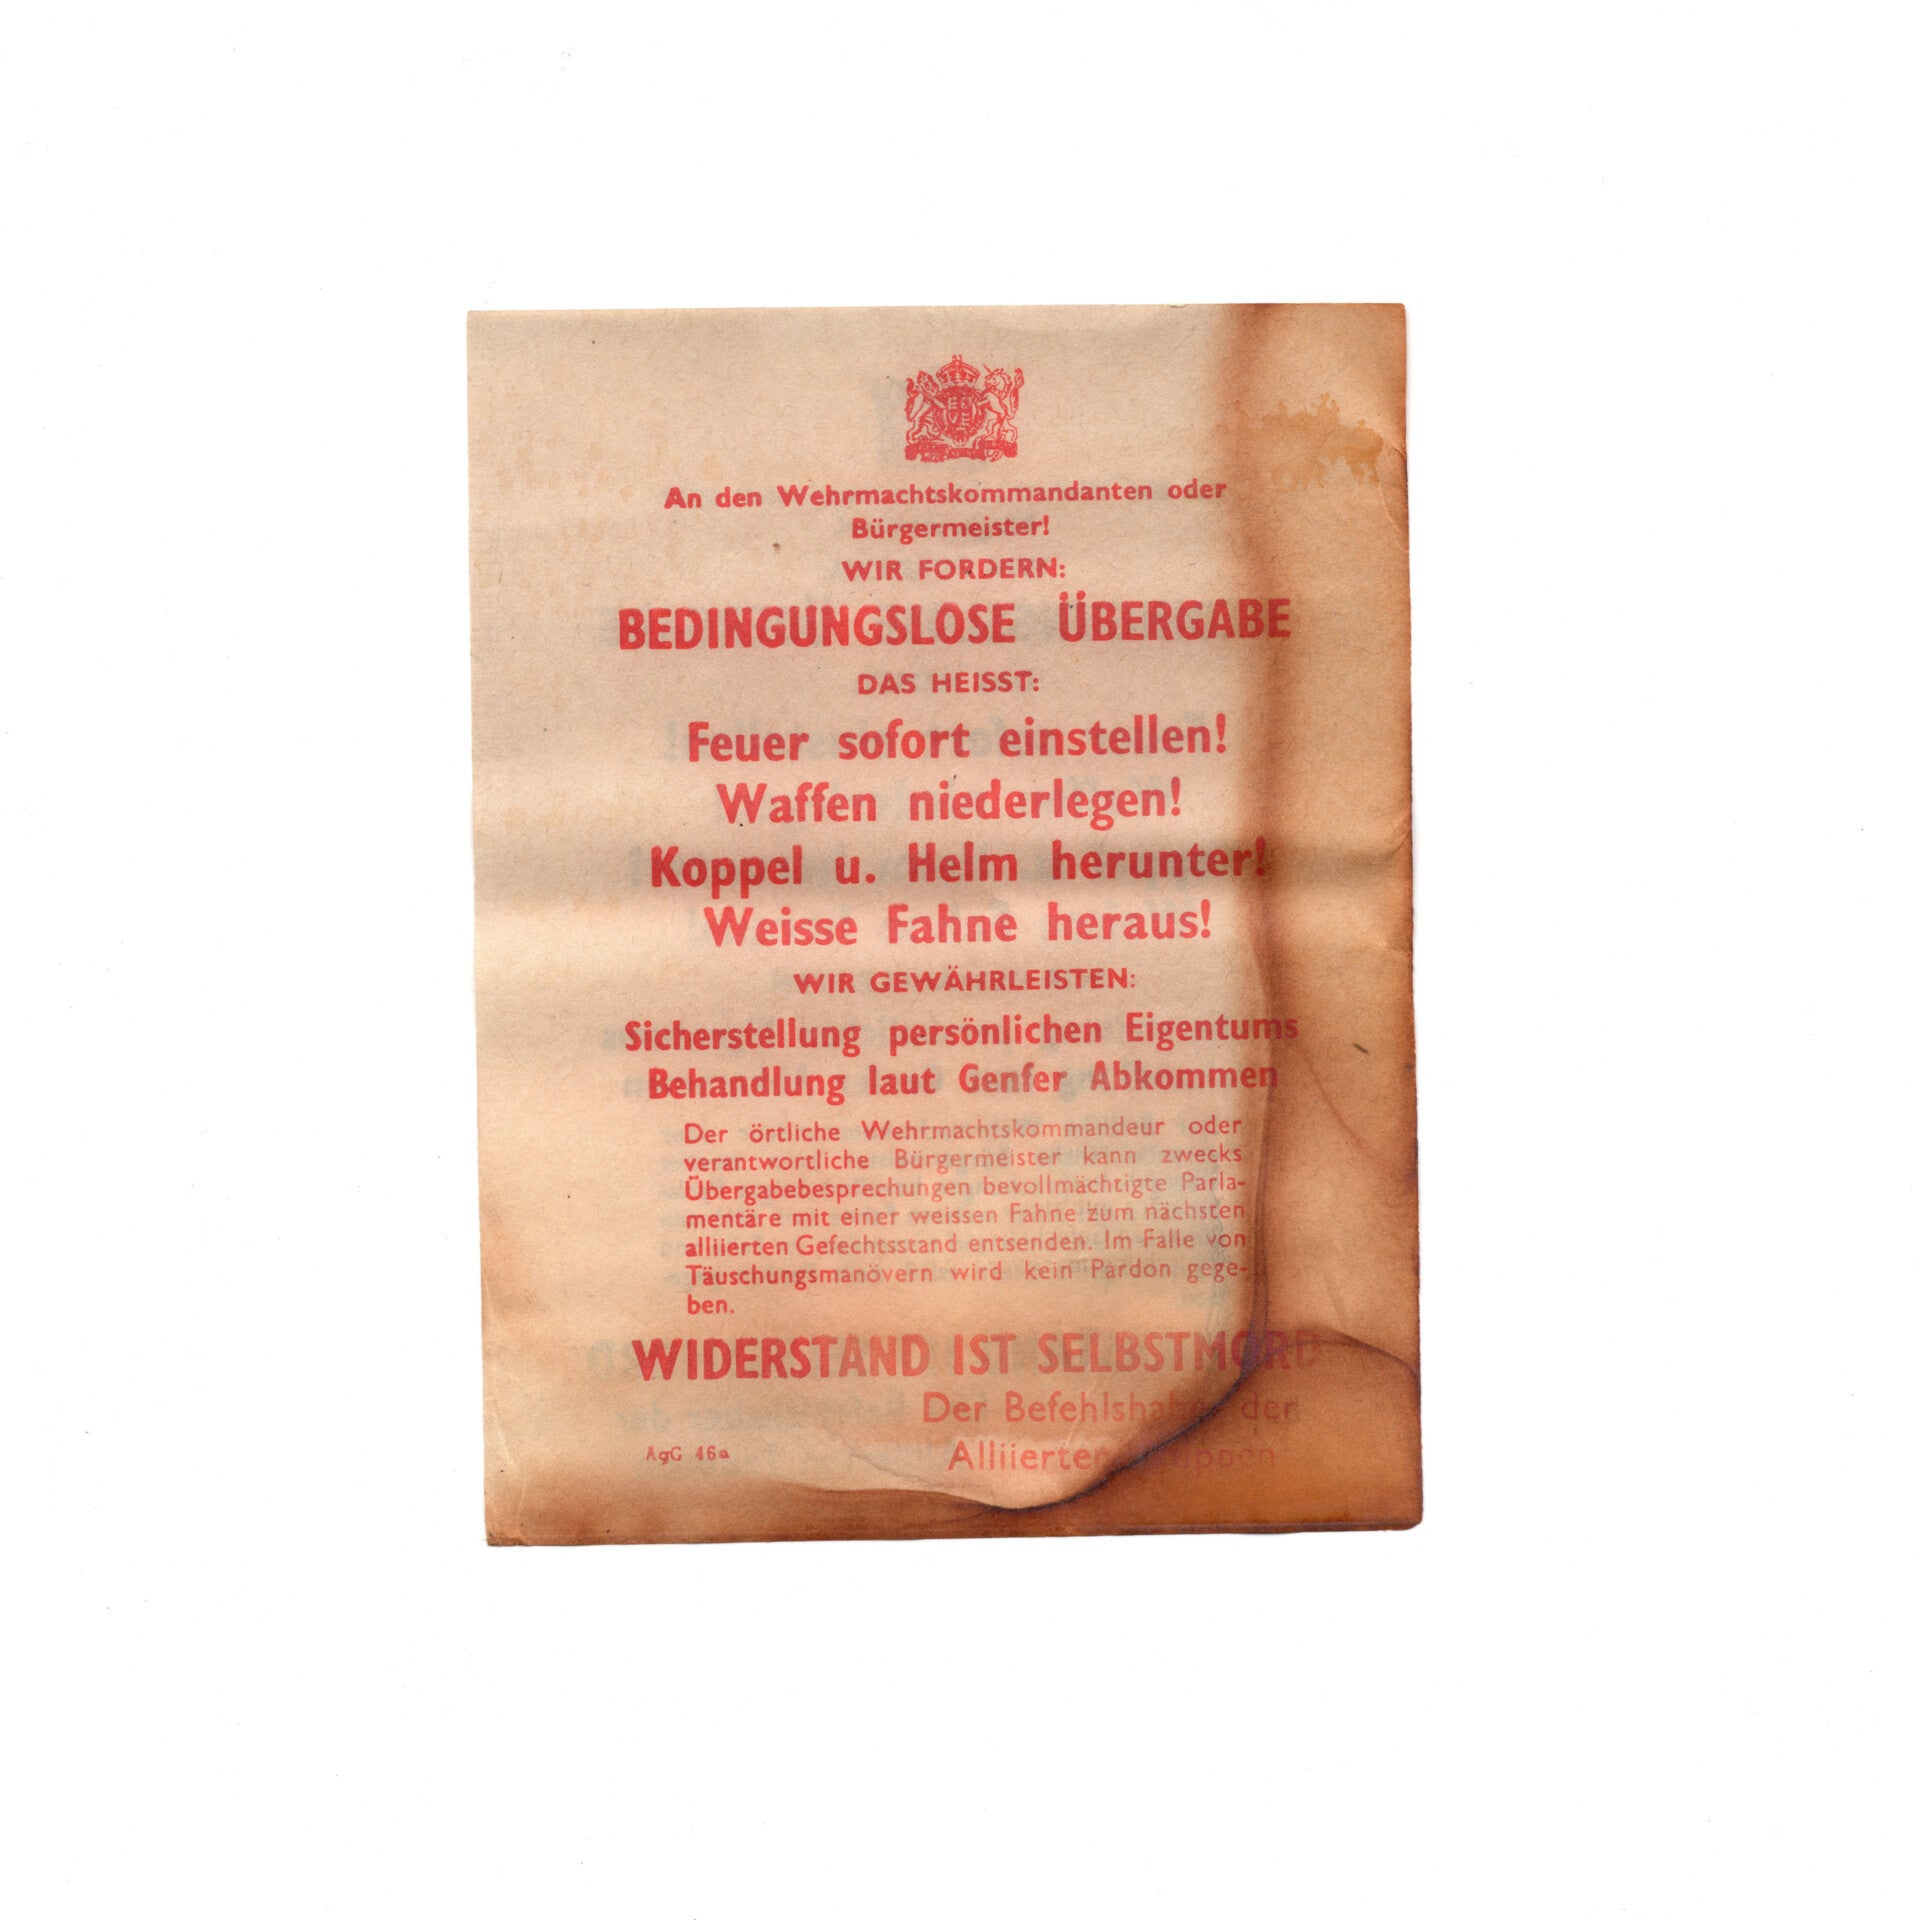 An den Wehrmachtskommandanten oder
Bürgermeister!
WIR FORDERN:
BEDINGUNGSLOSE ÜBERGABE
DAS HEISST:
Feuer sofort einstellen!
Waffen niederlegen!
Koppel u. Helm herunter!
Weisse Fahne heraus!
WIR GEWÄHRLEISTEN:
Sicherstellung persönlichen Eigentums
Behandlung laut Genfer Abkommen
Der örtliche Wehrmachtskommandeur oder
verantwortliche Bürgermeister kann zwecks
Übergabebesprechungen bevollmächtigte Parla-
mentäre mit einer weissen Fahne zum nächsten
alliierten Gefechtsstand entsenden. Im Falle von
Täuschungsmanövern wird kein Pardon gege-
ben.
WIDERSTAND IST SELBSTMORD
Der Befehlshaber der
Alliierten
AgG 46a